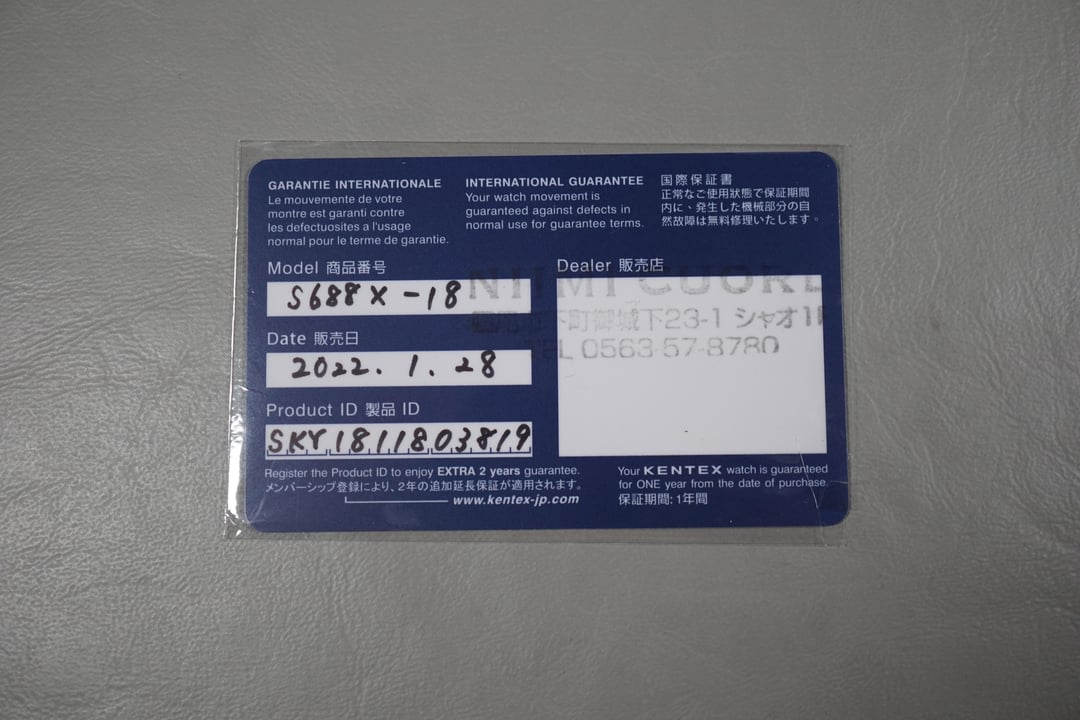 GARANTIE INTERNATIONALE
Le mouvement de votre
montre est garanti contre
les defectuosites a l'usage
normal pour le terme de garantie.
INTERNATIONAL GUARANTEE
Your watch movement is
guaranteed against defects in
normal use for guarantee terms.
国際保証書
正常なご使用狀態で保証期間
内に、発生した機械部分の自
然故障は無料修理いたします。
Model 商品番号
S688X-18
Date 販売日
2022. 1. 28
Product ID 製品 ID
SKY1811803819
Dealer 販売店
NIIMI
下町御城下23-1 シャオ1F
TEL 0563-57-8780
Register the Product ID to enjoy EXTRA 2 years guarantee.
メンバーシップ登録により、2年の追加延長保証が適用されます。
www.kentex-jp.com
Your KENTEX watch is guaranteed
for ONE year from the date of purchase.
保証期間: 1年間